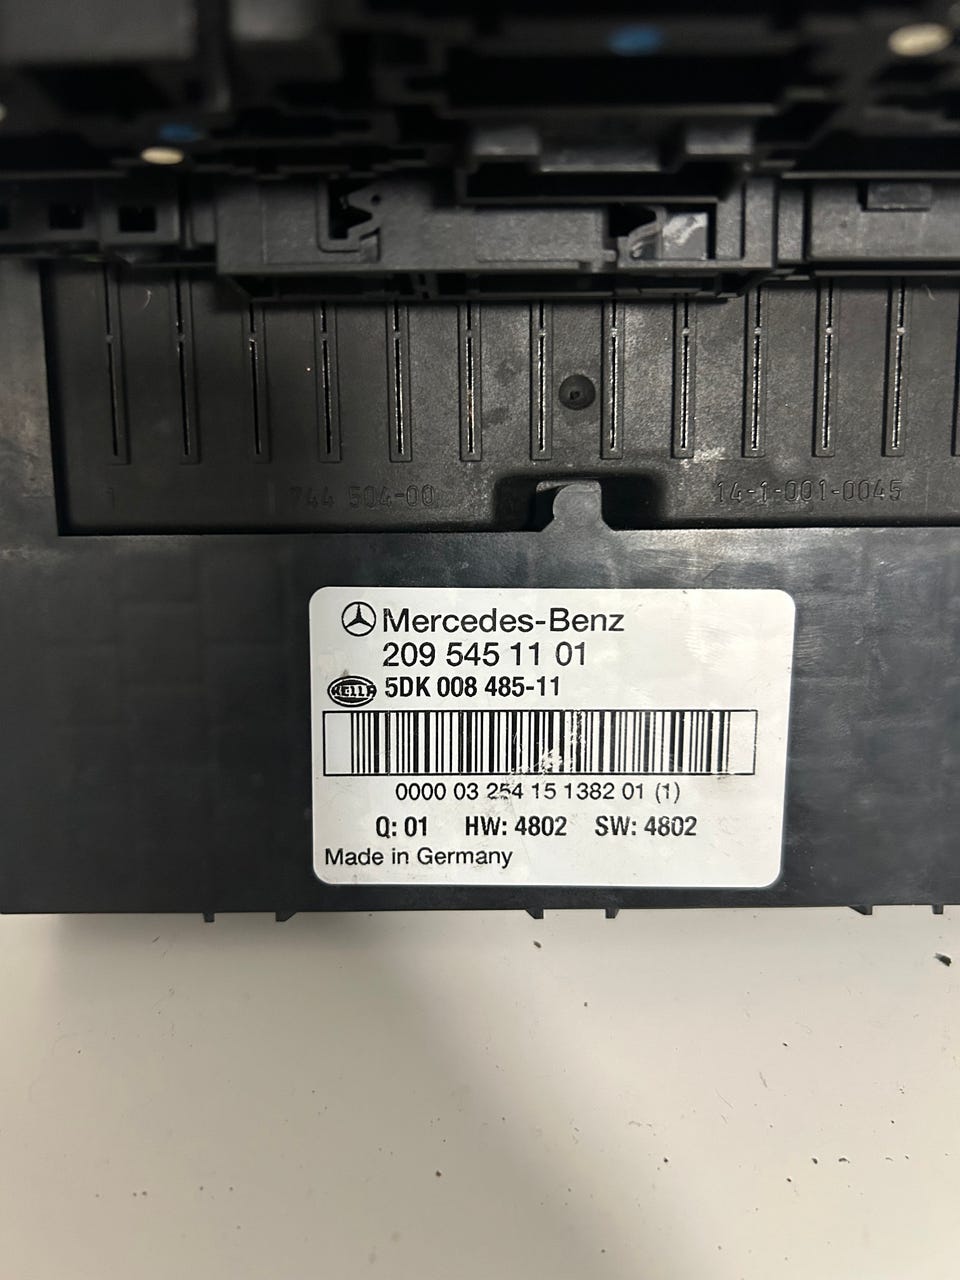 1
744 504-00
14-1-001-0045
Mercedes-Benz
209 545 11 01
HELLA 5DK 008 485-11
0000 03 254 15 1382 01 (1)
Q: 01 HW: 4802 SW: 4802
Made in Germany